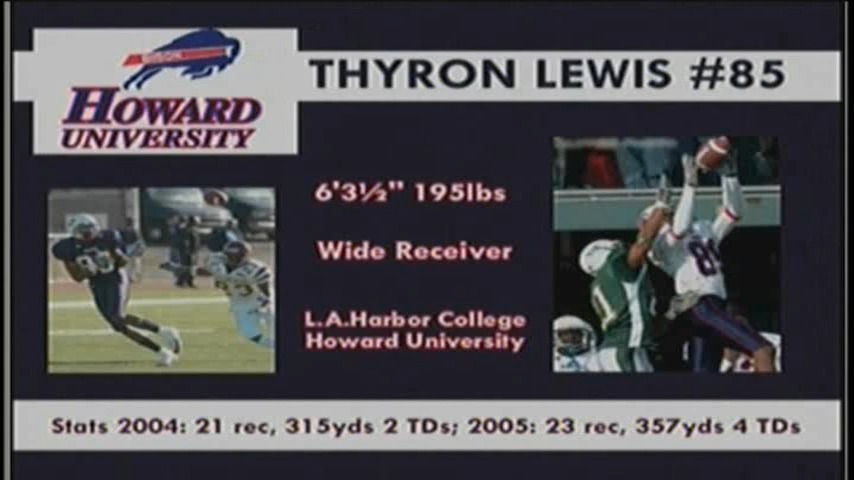 HOWARD
UNIVERSITY
THYRON LEWIS #85
6'3½" 195lbs
Wide Receiver
L.A.Harbor College
Howard University
Stats 2004: 21 rec, 315yds 2 TDs; 2005: 23 rec, 357yds 4 TDs